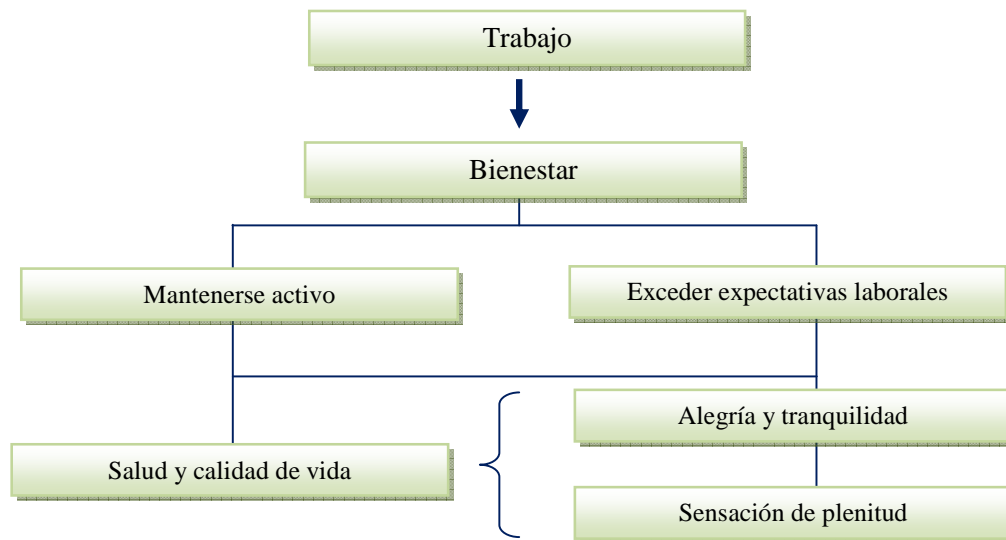 Trabajo
Bienestar
Mantenerse activo
Exceder expectativas laborales
Alegría y tranquilidad
Salud y calidad de vida
Sensación de plenitud